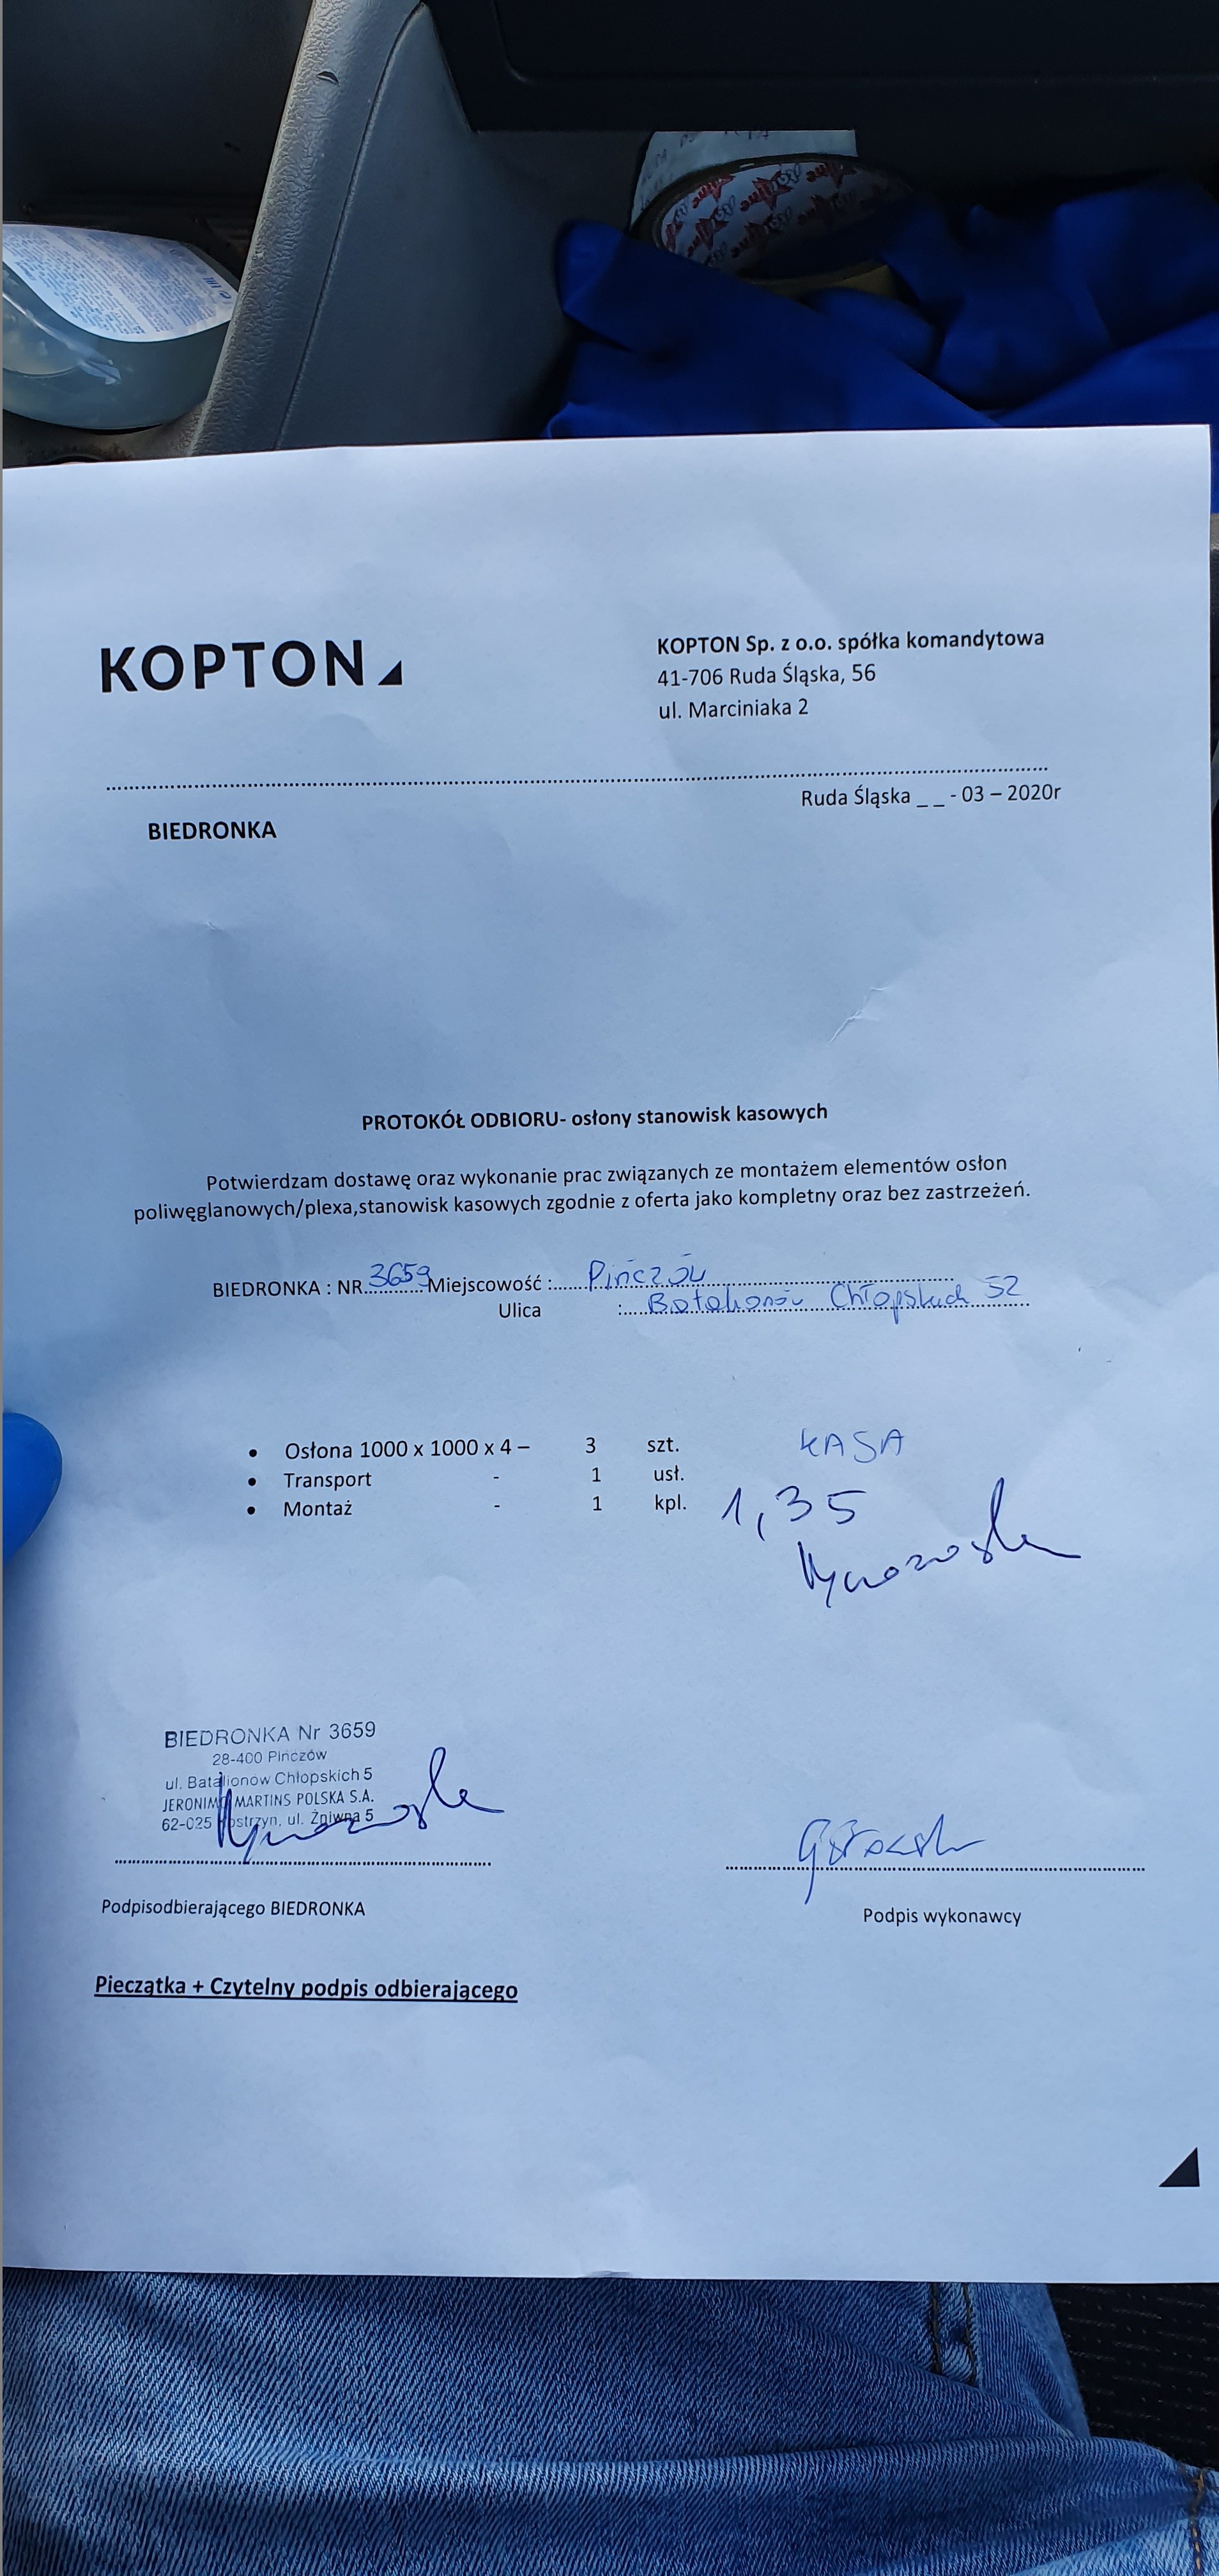 KOPTON
KOPTON Sp. z o.o. spółka komandytowa
41-706 Ruda Śląska, 56
ul. Marciniaka 2
Ruda Śląska _ _ - 03 – 2020r
BIEDRONKA
PROTOKÓŁ ODBIORU- osłony stanowisk kasowych
Potwierdzam dostawę oraz wykonanie prac związanych ze montażem elementów osłon
poliwęglanowych/plexa,stanowisk kasowych zgodnie z oferta jako kompletny oraz bez zastrzeżeń.
BIEDRONKA : NR 3659 Miejscowość : Pińczów
Ulica : Batalionów Chłopskich 52
• Osłona 1000 x 1000 x 4 – 3 szt. KASA
• Transport - 1 usł.
• Montaż - 1 kpl. 1,35
BIEDRONKA Nr 3659
28-400 Pińczów
ul. Batalionów Chłopskich 5
JERONIMO MARTINS POLSKA S.A.
62-025 Kostrzyn, ul. Żniwna 5
Podpisodbierającego BIEDRONKA
Podpis wykonawcy
Pieczątka + Czytelny podpis odbierającego